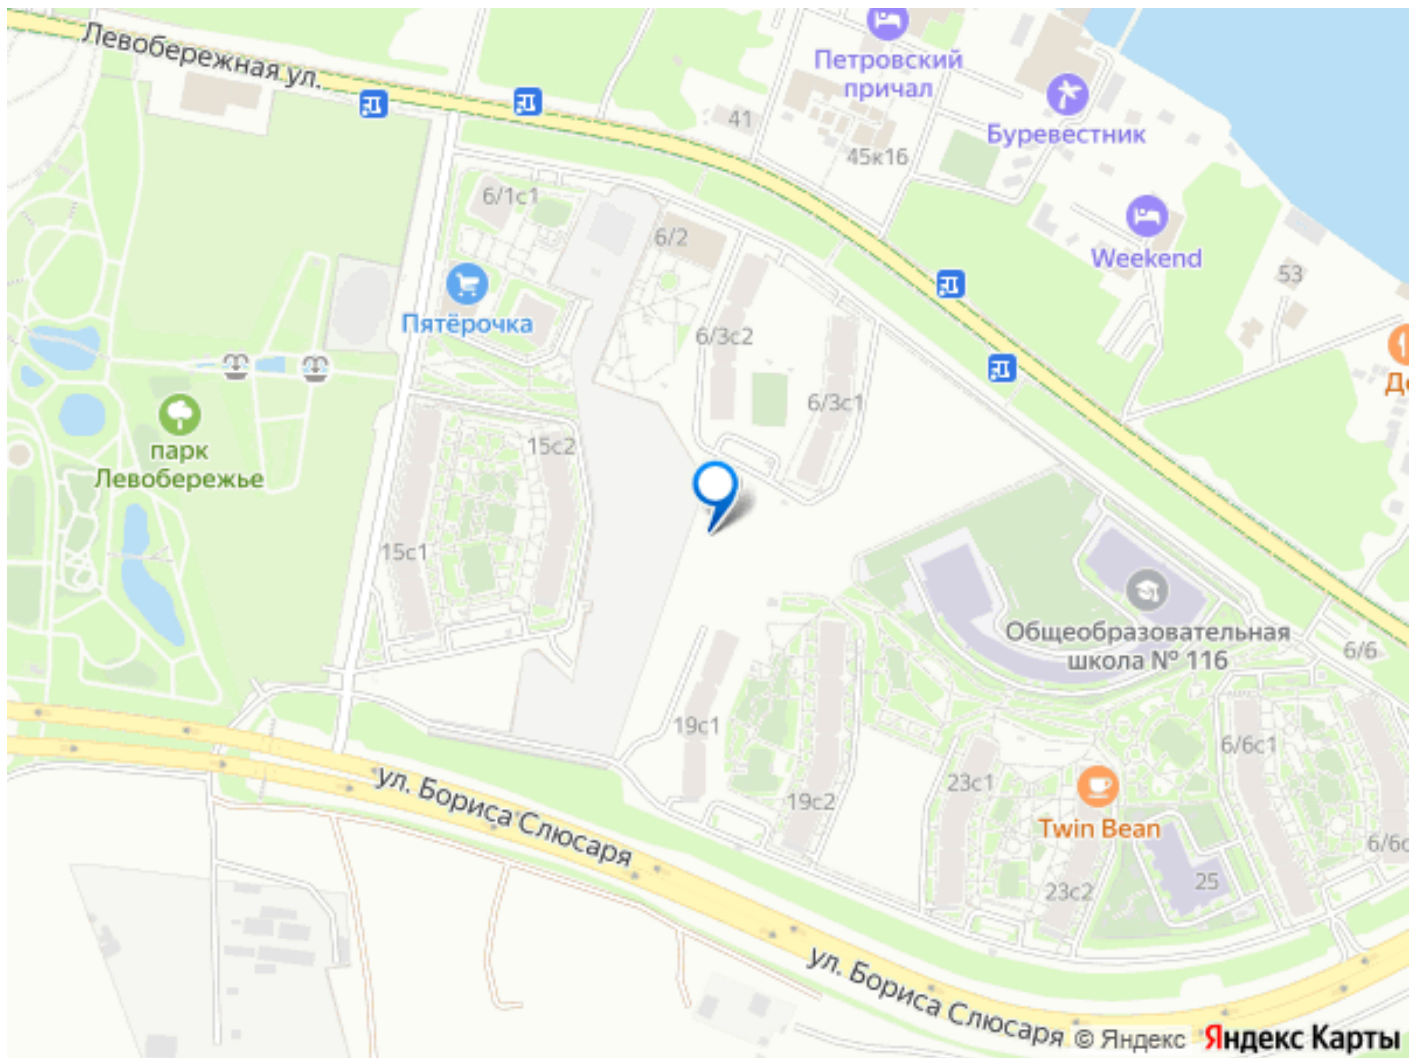 Левобережная ул.
Петровский
причал
41
45к16
Буревестник
6/1с1
6/2
Weekend
53
Пятёрочка
6/3с2
6/3с1
парк
Левобережье
15с2
15с1
Общеобразовательная
школа № 116
6/6
19с1
6/6с1
23с1
19с2
ул. Бориса Слюсаря
Twin Bean
25
23с2
ул. Бориса Слюсаря
© Яндекс
Яндекс Карты